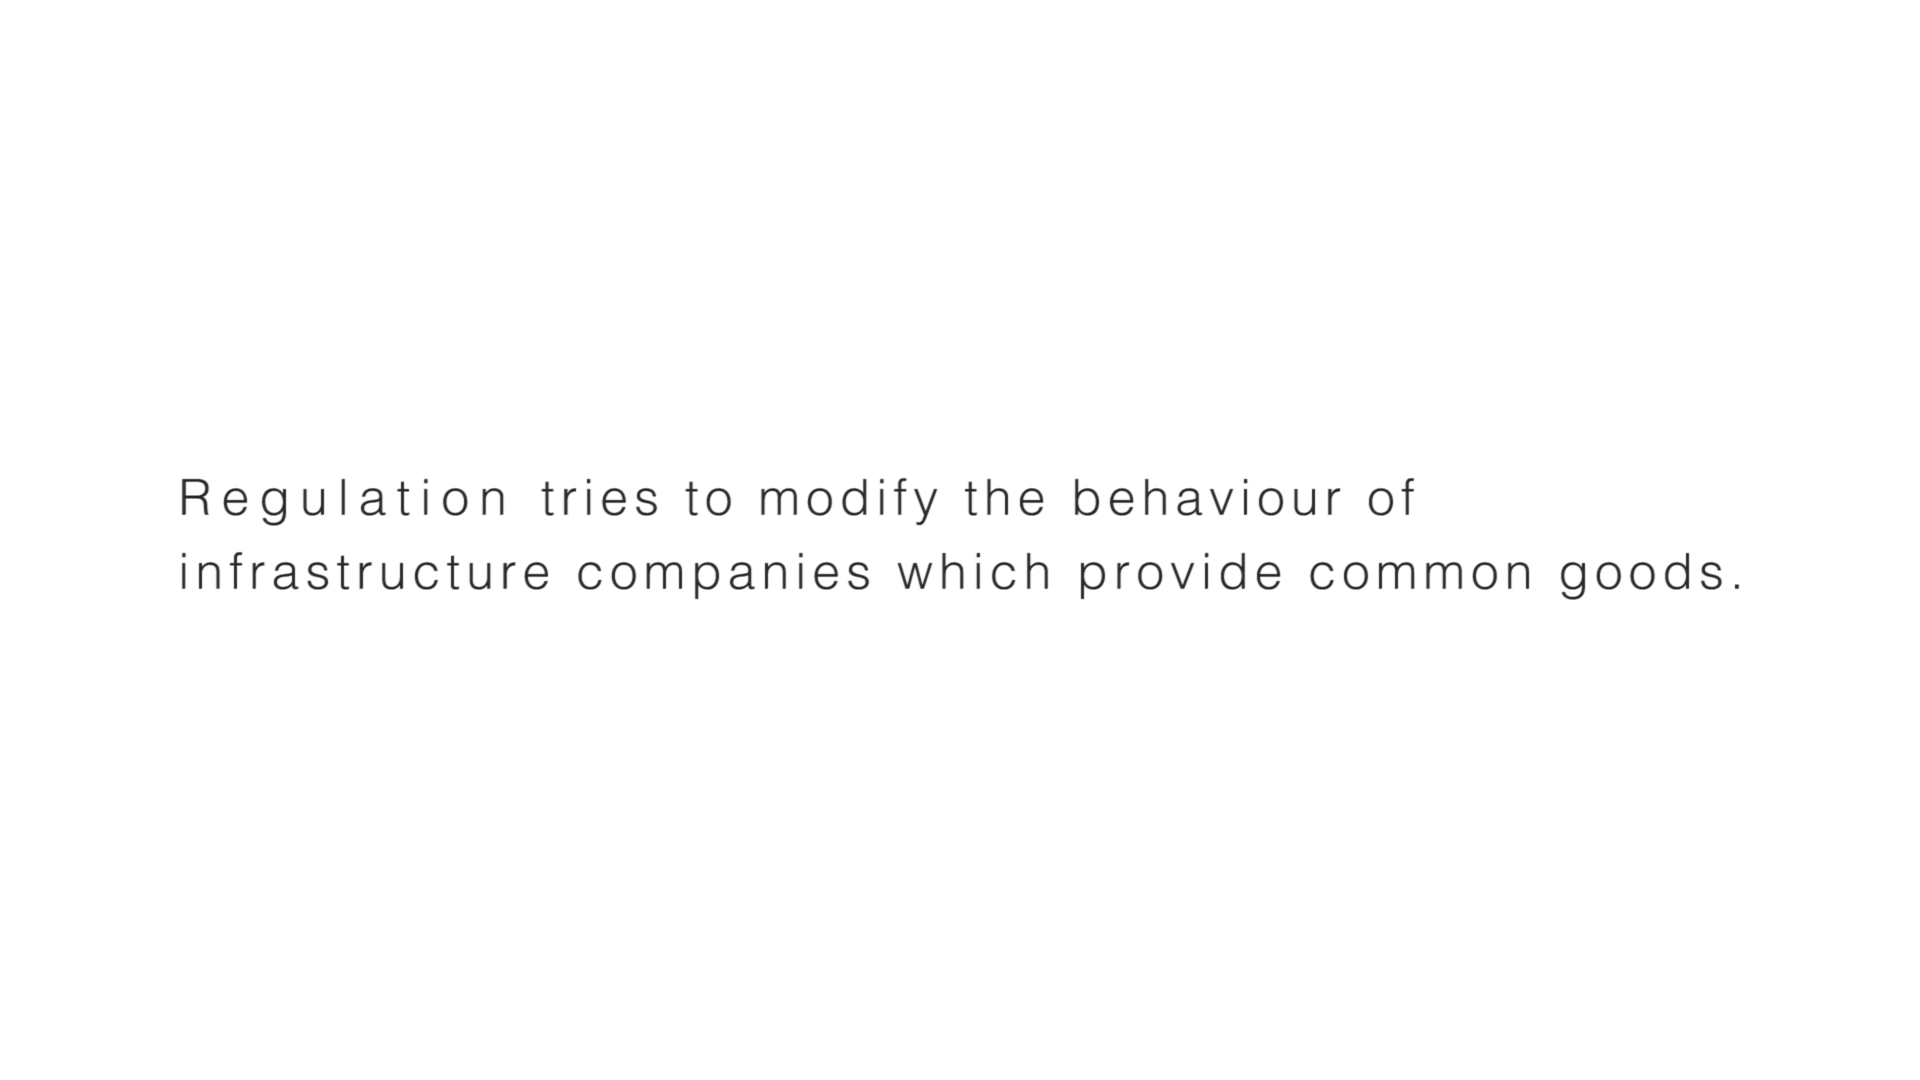 Regulation tries to modify the behaviour of
infrastructure companies which provide common goods.